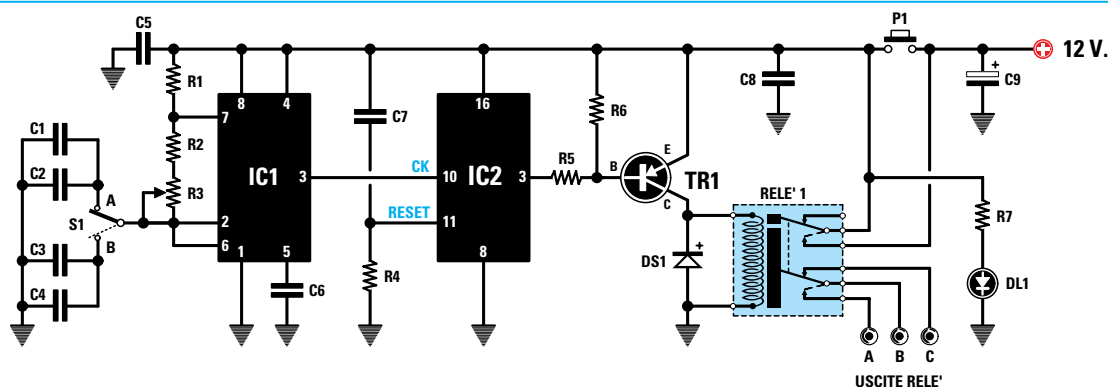 C5
P1
12 V.
R1
C8
C9
8
4
16
7
C7
R6
C1
R2
C2
A
R3
IC1
3
CK
10
IC2
3
R5
B
E
C
TR1
S1
2
RESET
11
RELE' 1
R7
C3
B
6
C4
1
5
R4
8
DS1
DL1
C6
A
B
C
USCITE RELE'
+
+